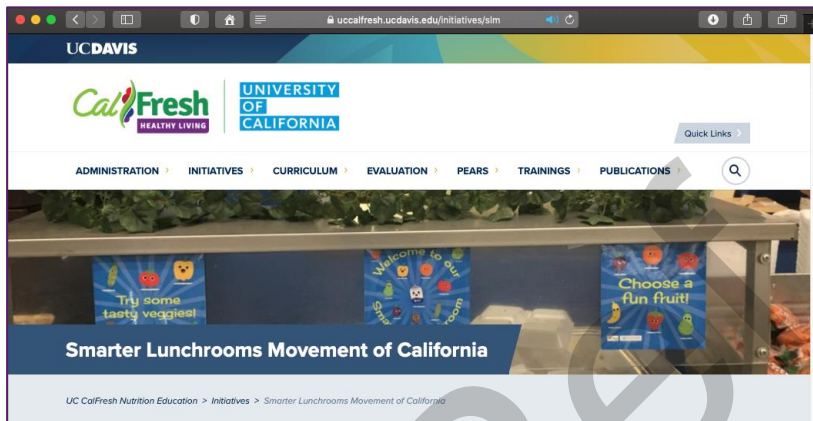 uccalfresh.ucdavis.edu/initiatives/slm
UCDAVIS
CalFresh
HEALTHY LIVING
UNIVERSITY
OF
CALIFORNIA
Quick Links
ADMINISTRATION INITIATIVES CURRICULUM EVALUATION PEARS TRAININGS PUBLICATIONS
Try some
tasty veggies!
Welcome to our
Choose a
fun fruit!
Smarter Lunchrooms Movement of California
UC CalFresh Nutrition Education > Initiatives > Smarter Lunchrooms Movement of California